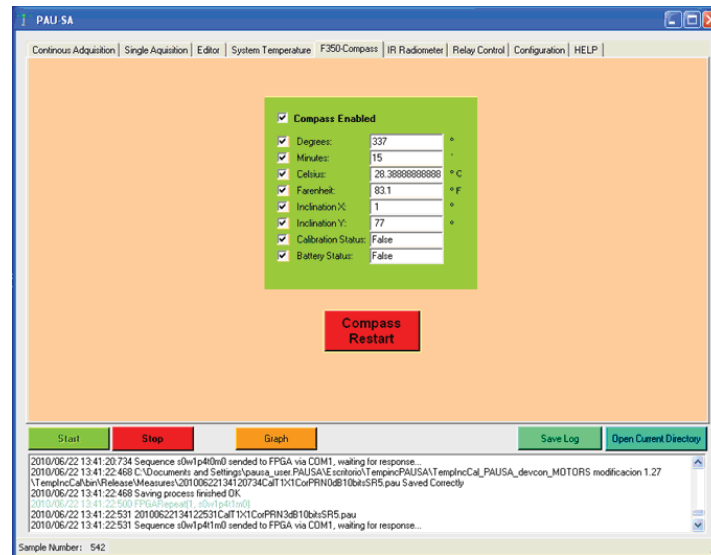 PAU-SA
Continous Adquisition Single Aquisition Editor System Temperature F350-Compass IR Radiometer Relay Control Configuration HELP
Compass Enabled
Degrees: 337 °
Minutes: 15 '
Celsius: 28.38888888888 ° C
Farenheit: 83.1 ° F
Inclination X: 1 °
Inclination Y: 77 °
Calibration Status: False
Battery Status: False
Compass
Restart
Start Stop Graph Save Log Open Current Directory
2010/06/22 13:41:20:734 Sequence s0w1p4t0m0 sended to FPGA via COM1, waiting for response...
2010/06/22 13:41:22:468 C:\Documents and Settings\pausa_user.PAUSA\Escritorio\TempincPAUSA\TempIncCal_PAUSA_devcon_MOTORS modificacion 1.27
\TempIncCal\bin\Release\Measures\20100622134120734CalT1X1CorPRN0dB10bitsSR5.pau Saved Correctly
2010/06/22 13:41:22:468 Saving process finished OK
2010/06/22 13:41:22:500 FPGARepeat(1, s0w1p4t1m0)
2010/06/22 13:41:22:531 20100622134122531CalT1X1CorPRN3dB10bitsSR5.pau
2010/06/22 13:41:22:531 Sequence s0w1p4t1m0 sended to FPGA via COM1, waiting for response...
Sample Number: 542